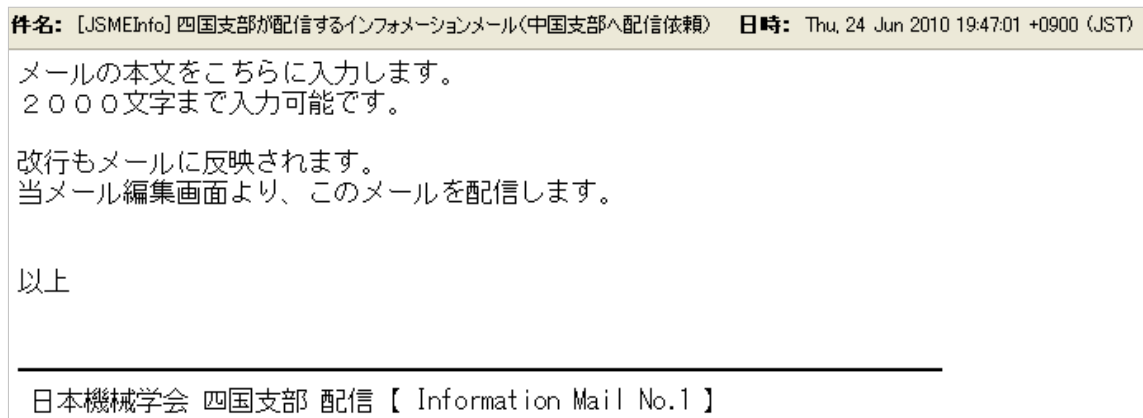 件名: [JSMEInfo] 四国支部が配信するインフォメーションメール(中国支部へ配信依頼) 日時: Thu, 24 Jun 2010 19:47:01 +0900 (JST)
メールの本文をこちらに入力します。
２０００文字まで入力可能です。
改行もメールに反映されます。
当メール編集画面より、このメールを配信します。
以上
日本機械学会 四国支部 配信【 Information Mail No.1 】